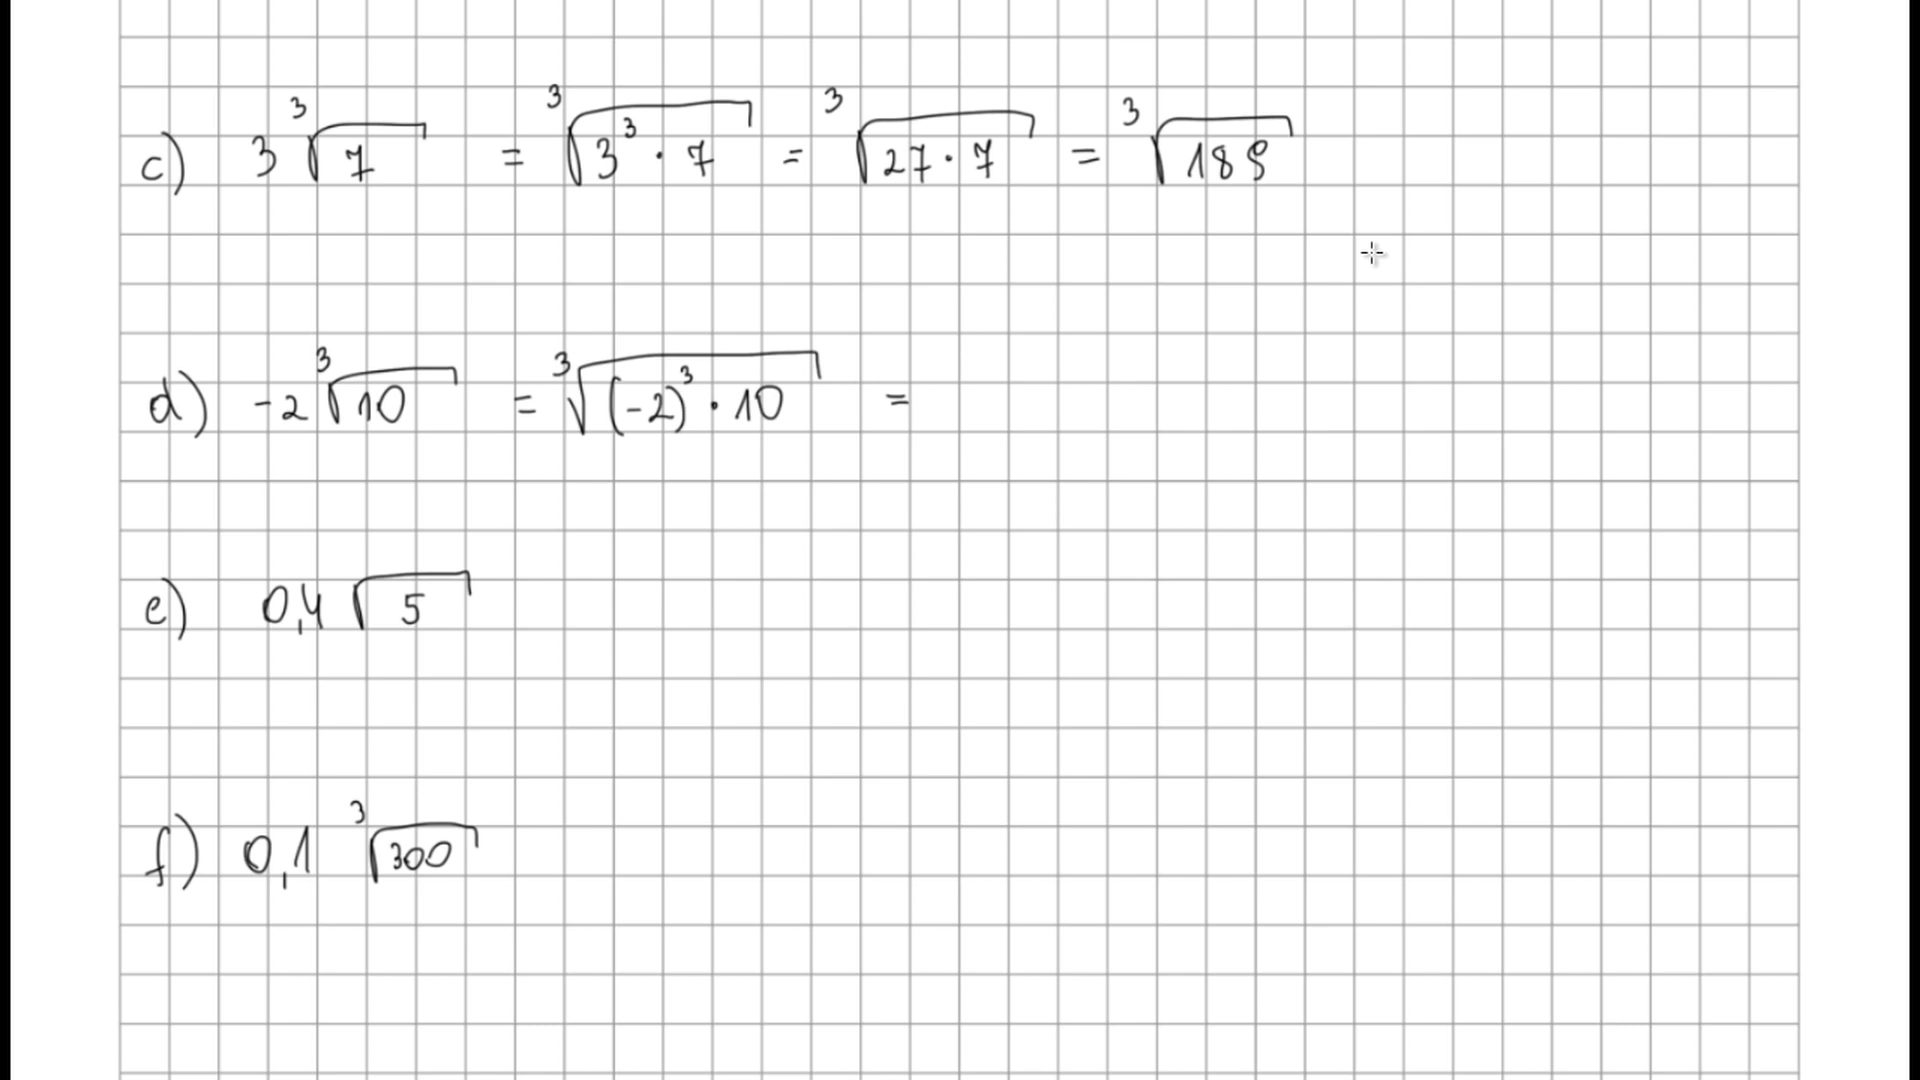 c) 3 ∛7 = ∛(3³ · 7) = ∛(27 · 7) = ∛189
d) -2 ∛10 = ∛((-2)³ · 10) =
e) 0,4 √5
f) 0,1 ∛300